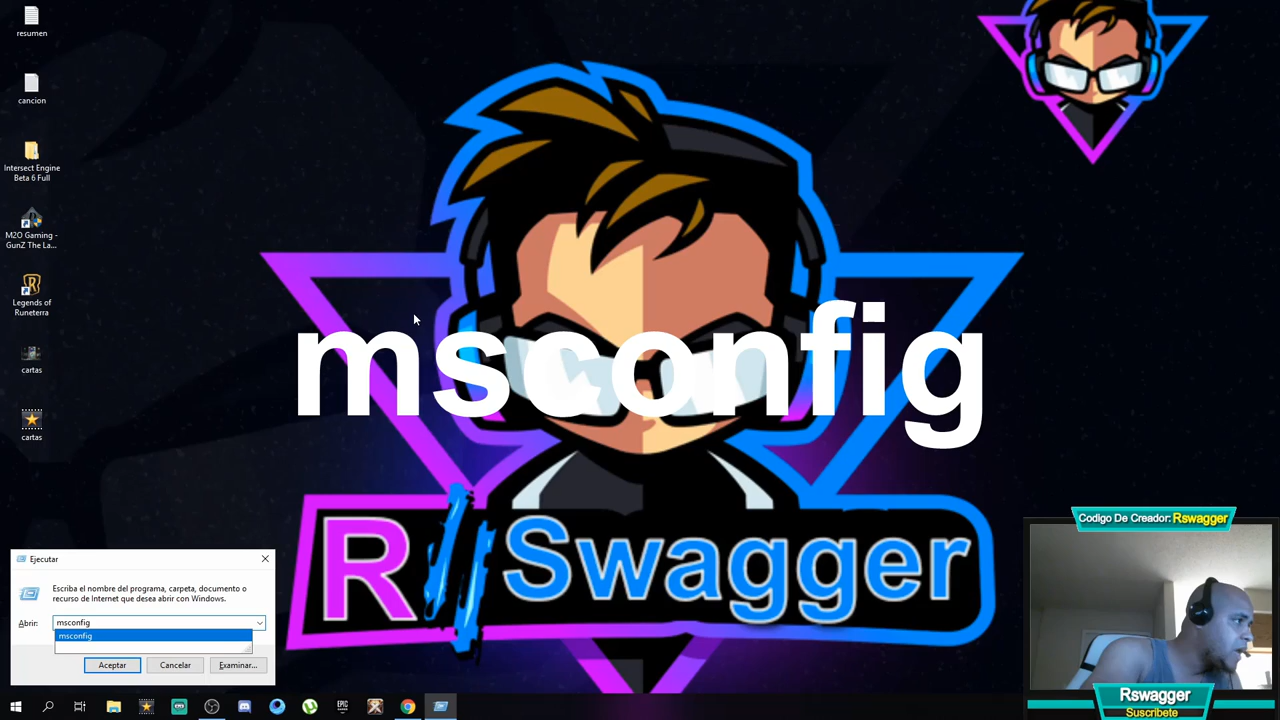 resumen
cancion
Intersect Engine
Beta 6 Full
M2O Gaming -
GunZ The La...
Legends of
Runeterra
cartas
cartas
msconfig
R//Swagger
Ejecutar
Escriba el nombre del programa, carpeta, documento o
recurso de Internet que desea abrir con Windows.
Abrir: msconfig
msconfig
Aceptar Cancelar Examinar...
Codigo De Creador: Rswagger
Rswagger
Suscribete
EPIC